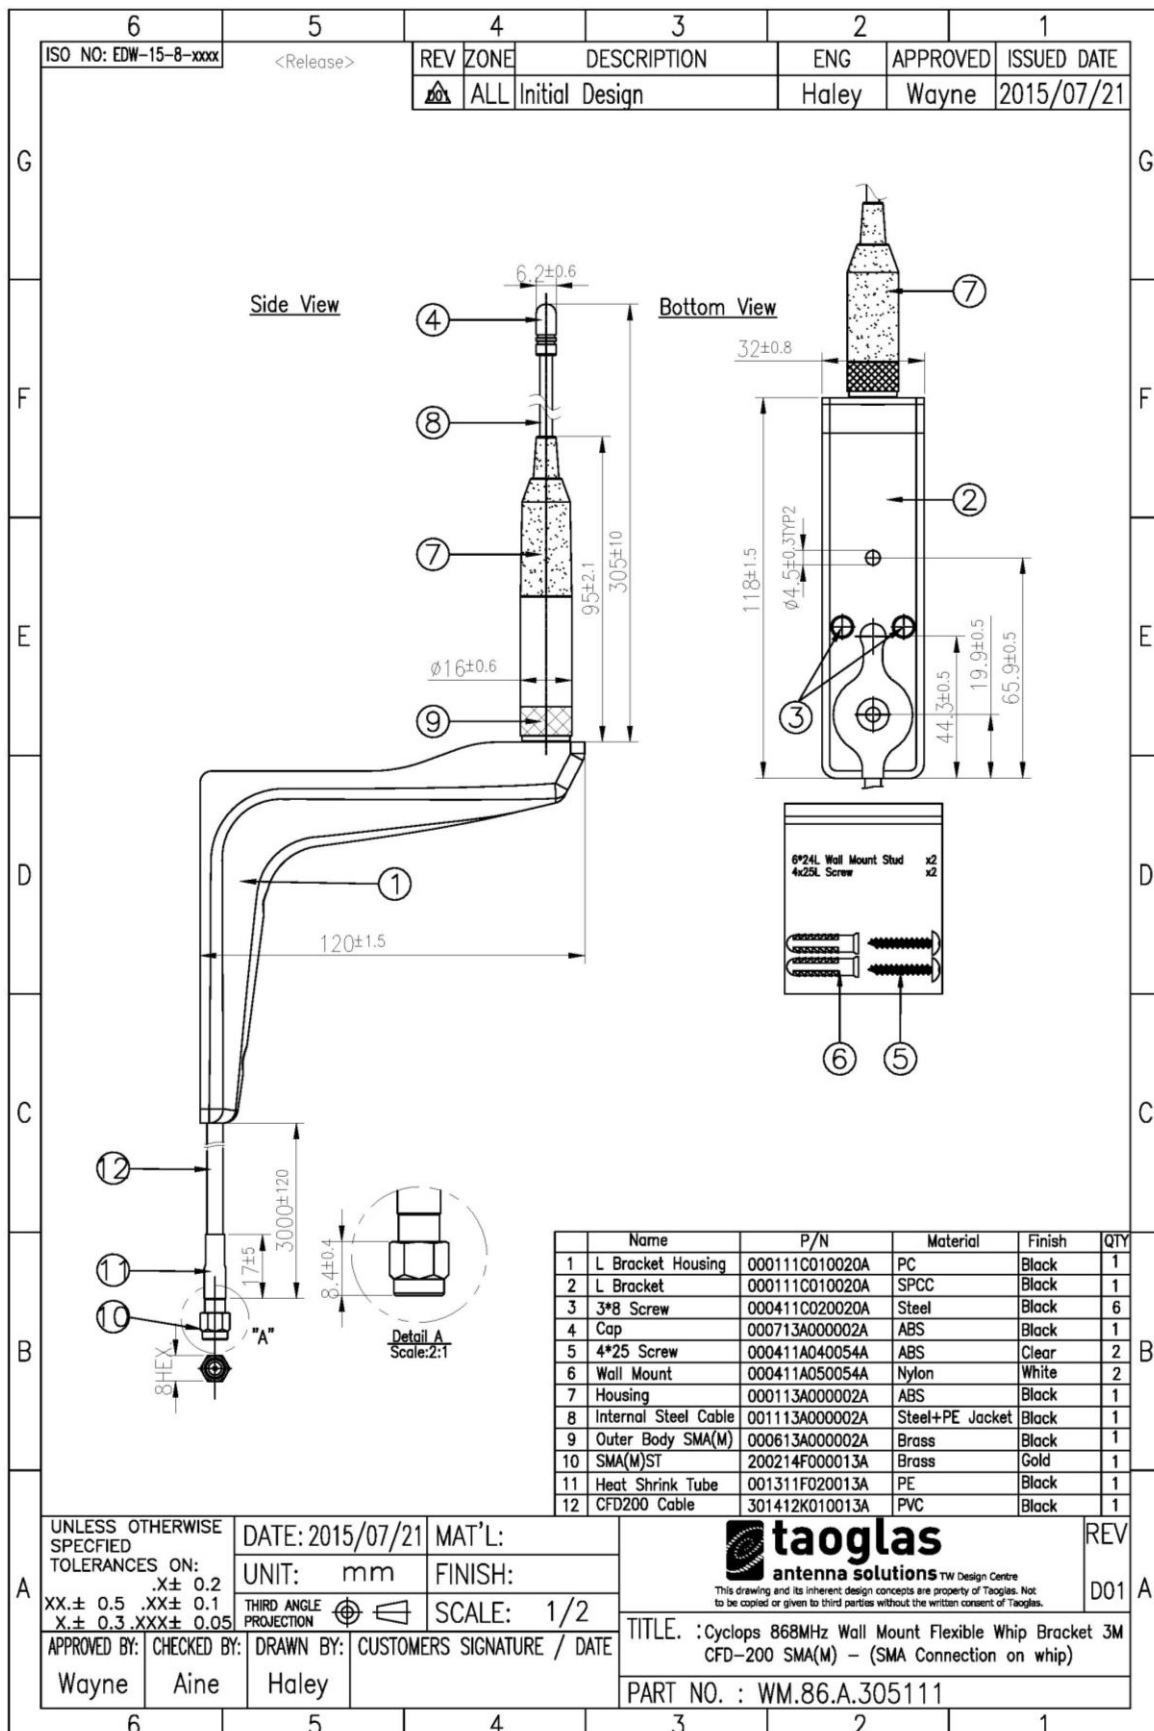 6 5 4 3 2 1
ISO NO: EDW-15-8-xxxx
<Release>
REV ZONE DESCRIPTION ENG APPROVED ISSUED DATE
D01 ALL Initial Design Haley Wayne 2015/07/21
G G
F F
E E
D D
C C
B B
A A
Side View
6.2±0.6
4
8
7
9
305±10
95±2.1
ø16±0.6
1
120±1.5
12
11
10
3000±120
17±5
"A"
8HEX
8.4±0.4
Detail A
Scale:2:1
Bottom View
7
32±0.8
2
118±1.5
ø4.5±0.3TYP2
3
44.3±0.5
19.9±0.5
65.9±0.5
6*24L Wall Mount Stud x2
4x25L Screw x2
6 5
Name P/N Material Finish QTY
1 L Bracket Housing 000111C010020A PC Black 1
2 L Bracket 000111C010020A SPCC Black 1
3 3*8 Screw 000411C020020A Steel Black 6
4 Cap 000713A000002A ABS Black 1
5 4*25 Screw 000411A040054A ABS Clear 2
6 Wall Mount 000411A050054A Nylon White 2
7 Housing 000113A000002A ABS Black 1
8 Internal Steel Cable 001113A000002A Steel+PE Jacket Black 1
9 Outer Body SMA(M) 000613A000002A Brass Black 1
10 SMA(M)ST 200214F000013A Brass Gold 1
11 Heat Shrink Tube 001311F020013A PE Black 1
12 CFD200 Cable 301412K010013A PVC Black 1
UNLESS OTHERWISE
SPECFIED
TOLERANCES ON:
.X± 0.2
XX.± 0.5 .XX± 0.1
X.± 0.3 .XXX± 0.05
DATE: 2015/07/21 MAT'L:
UNIT: mm FINISH:
THIRD ANGLE
PROJECTION
SCALE: 1/2
APPROVED BY: CHECKED BY: DRAWN BY: CUSTOMERS SIGNATURE / DATE
Wayne Aine Haley
taoglas
antenna solutions TW Design Centre
This drawing and its inherent design concepts are property of Taoglas. Not
to be copied or given to third parties without the written consent of Taoglas.
REV
D01
TITLE. : Cyclops 868MHz Wall Mount Flexible Whip Bracket 3M
CFD-200 SMA(M) - (SMA Connection on whip)
PART NO. : WM.86.A.305111
6 5 4 3 2 1